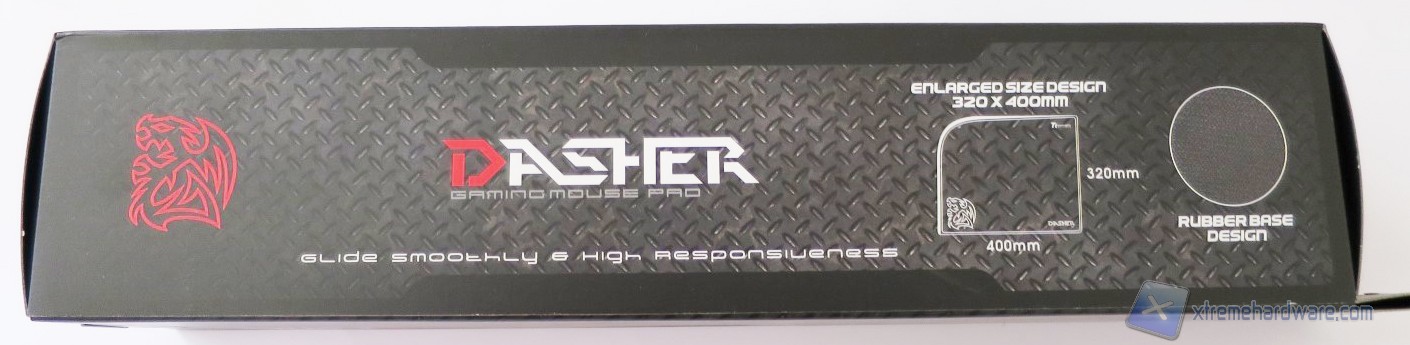 DASHER
GAMING MOUSE PAD
GLIDE SMOOTHLY & HIGH RESPONSIVENESS
ENLARGED SIZE DESIGN
320 X 400MM
DASHER
320mm
400mm
RUBBER BASE
DESIGN
xtremehardware.com